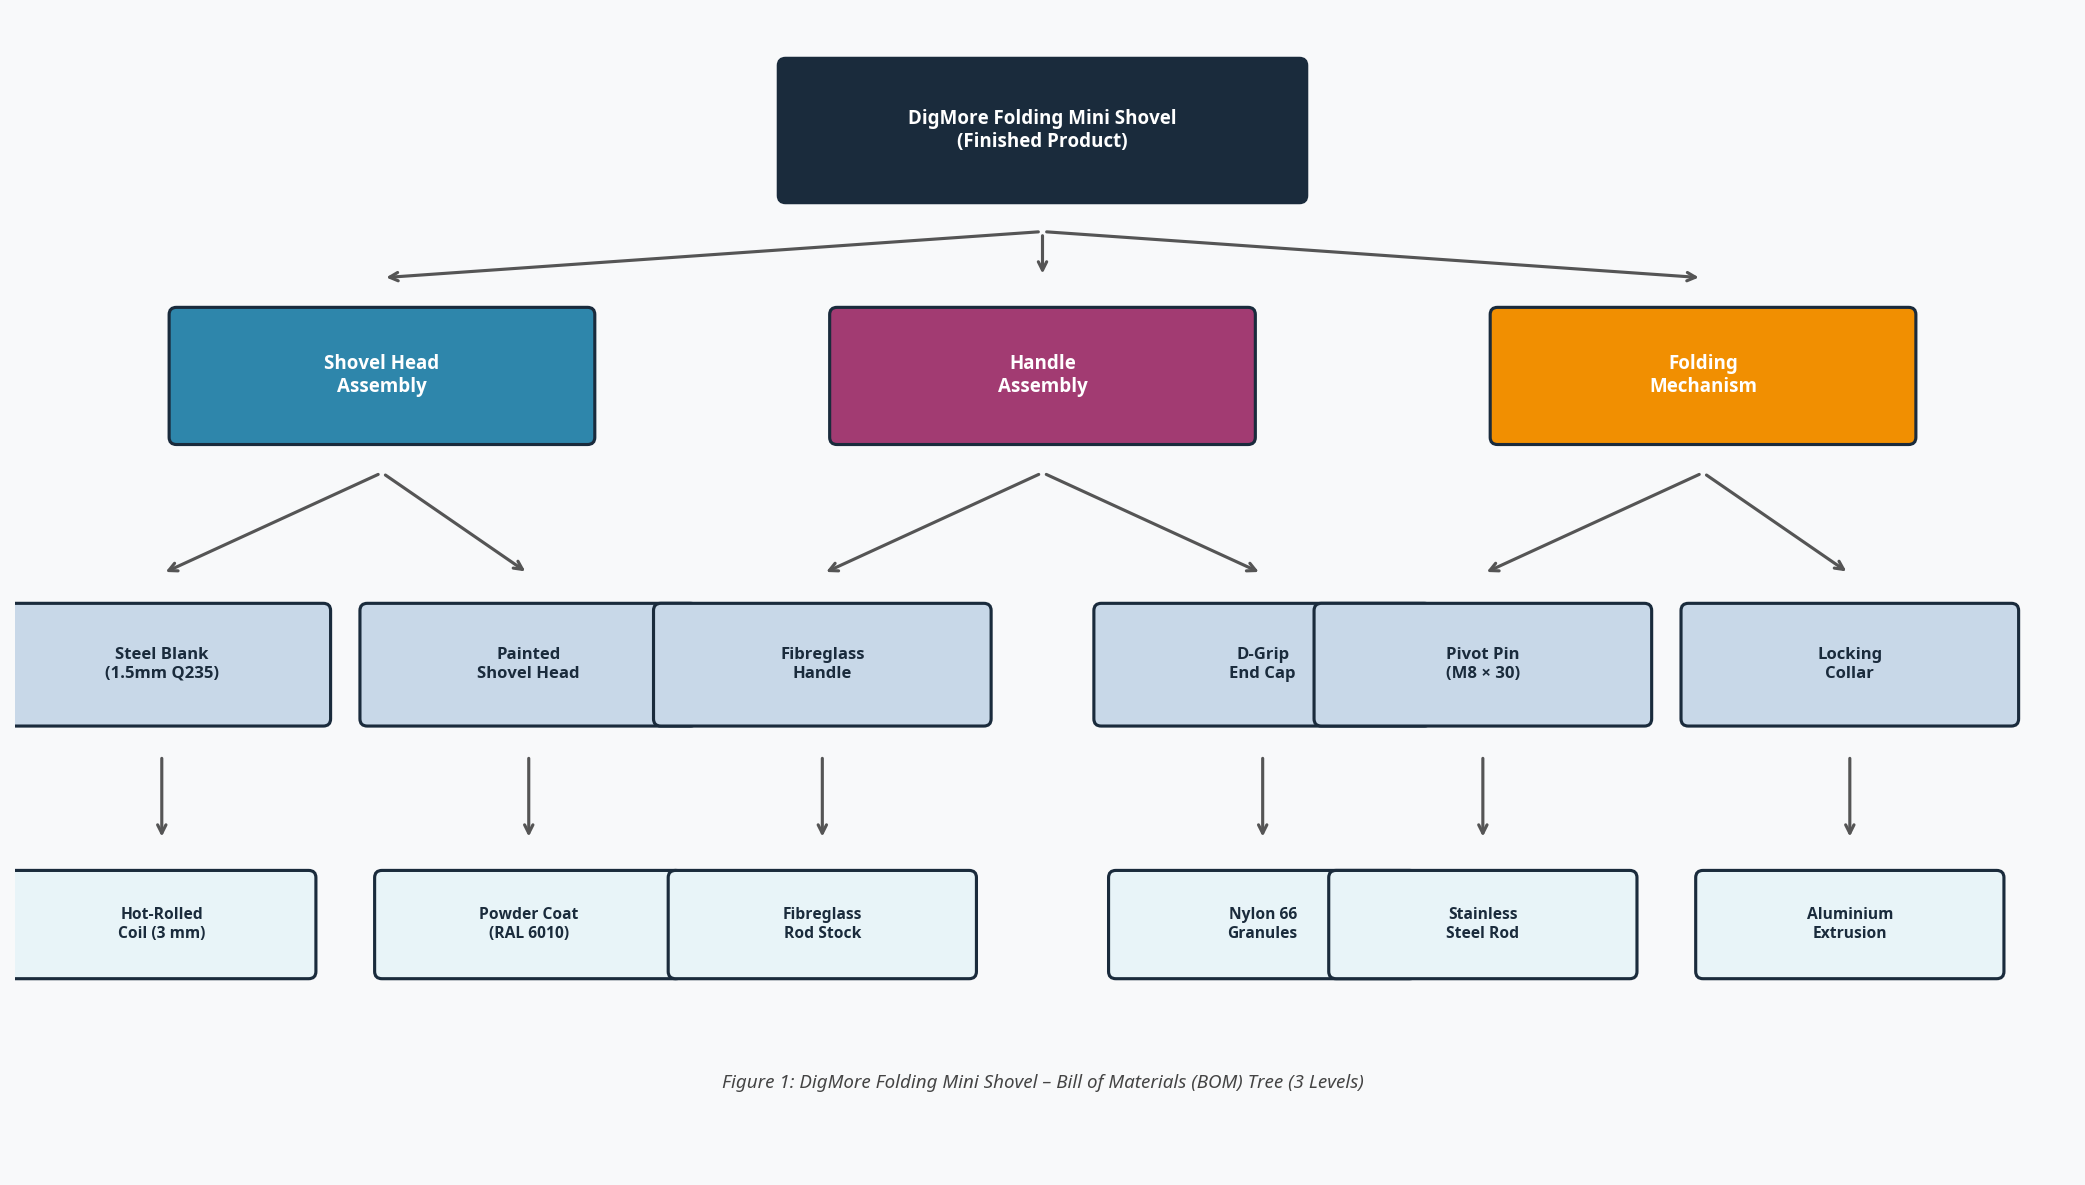 DigMore Folding Mini Shovel
(Finished Product)
Shovel Head
Assembly
Handle
Assembly
Folding
Mechanism
Steel Blank
(1.5mm Q235)
Painted
Shovel Head
Fibreglass
Handle
D-Grip
End Cap
Pivot Pin
(M8 × 30)
Locking
Collar
Hot-Rolled
Coil (3 mm)
Powder Coat
(RAL 6010)
Fibreglass
Rod Stock
Nylon 66
Granules
Stainless
Steel Rod
Aluminium
Extrusion
Figure 1: DigMore Folding Mini Shovel – Bill of Materials (BOM) Tree (3 Levels)